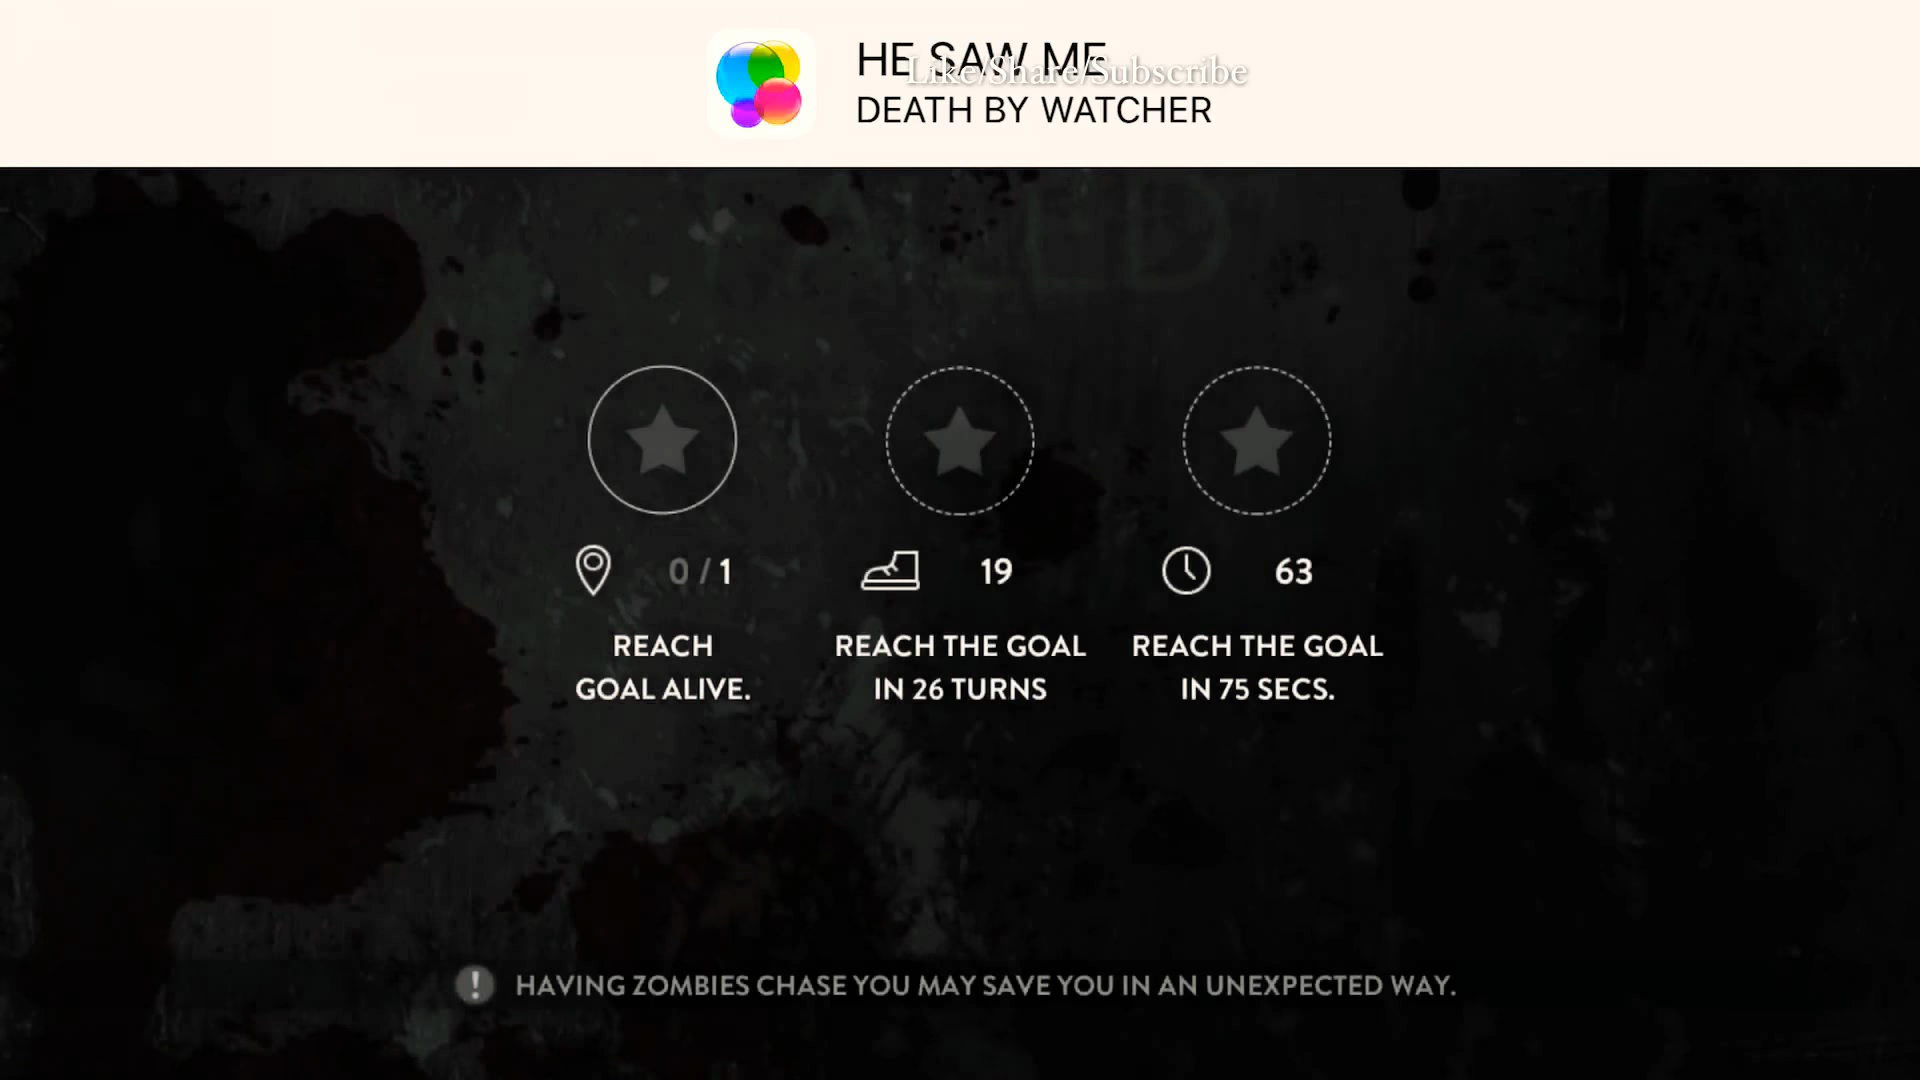 HE SAW ME
Like/Share/Subscribe
DEATH BY WATCHER
0 / 1
19
63
REACH
GOAL ALIVE.
REACH THE GOAL
IN 26 TURNS
REACH THE GOAL
IN 75 SECS.
! HAVING ZOMBIES CHASE YOU MAY SAVE YOU IN AN UNEXPECTED WAY.